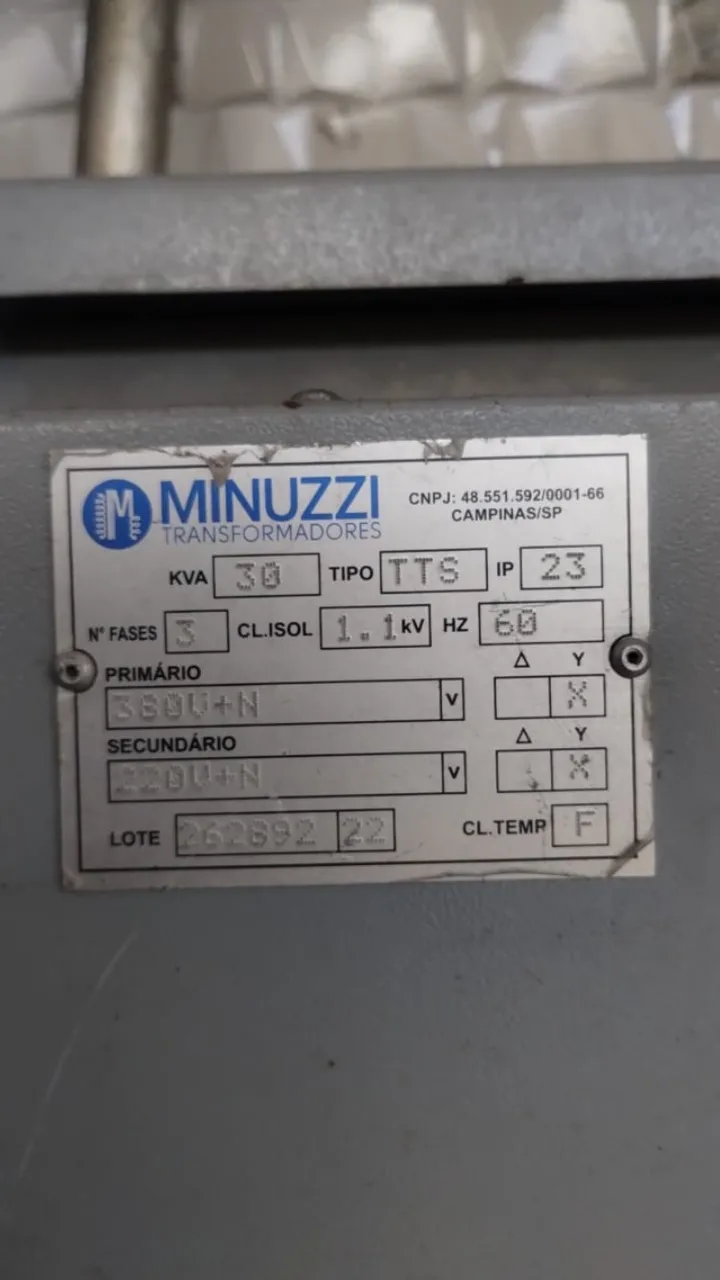 MINUZZI
TRANSFORMADORES
CNPJ: 48.551.592/0001-66
CAMPINAS/SP
KVA 30 TIPO TTS IP 23
N° FASES 3 CL.ISOL 1.1 kV HZ 60
PRIMÁRIO Δ Y
380V+N V X
SECUNDÁRIO Δ Y
220V+N V X
LOTE 262892 22 CL.TEMP F